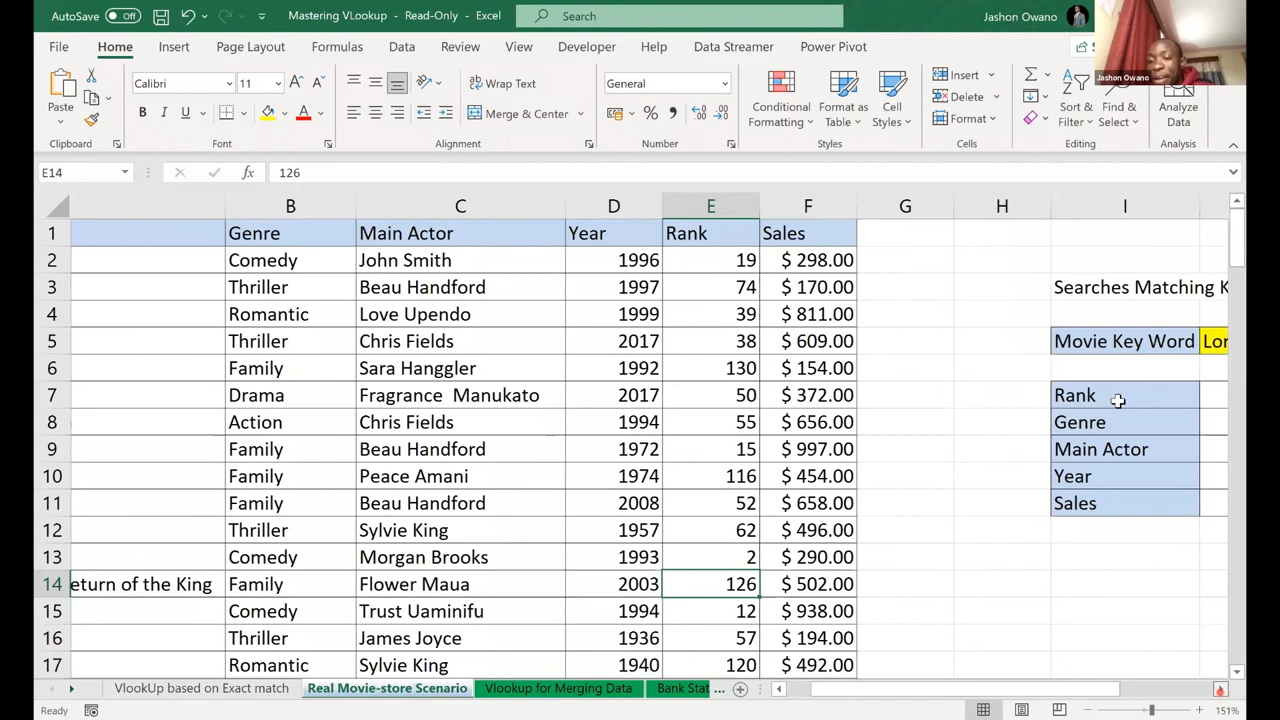 AutoSave Off Mastering VLookup - Read-Only - Excel Search Jashon Owano
File Home Insert Page Layout Formulas Data Review View Developer Help Data Streamer Power Pivot
Jashon Owano
Paste Calibri 11 Wrap Text General Conditional Formatting Format as Table Cell Styles Insert Sort & Filter Find & Select Analyze Data
B I U Merge & Center Delete
Format
Clipboard Font Alignment Number Styles Cells Editing Analysis
E14 fx 126
B C D E F G H I
1 Genre Main Actor Year Rank Sales
2 Comedy John Smith 1996 19 $ 298.00
3 Thriller Beau Handford 1997 74 $ 170.00 Searches Matching K
4 Romantic Love Upendo 1999 39 $ 811.00
5 Thriller Chris Fields 2017 38 $ 609.00 Movie Key Word Lor
6 Family Sara Hanggler 1992 130 $ 154.00
7 Drama Fragrance Manukato 2017 50 $ 372.00 Rank
8 Action Chris Fields 1994 55 $ 656.00 Genre
9 Family Beau Handford 1972 15 $ 997.00 Main Actor
10 Family Peace Amani 1974 116 $ 454.00 Year
11 Family Beau Handford 2008 52 $ 658.00 Sales
12 Thriller Sylvie King 1957 62 $ 496.00
13 Comedy Morgan Brooks 1993 2 $ 290.00
14 eturn of the King Family Flower Maua 2003 126 $ 502.00
15 Comedy Trust Uaminifu 1994 12 $ 938.00
16 Thriller James Joyce 1936 57 $ 194.00
17 Romantic Sylvie King 1940 120 $ 492.00
VlookUp based on Exact match Real Movie-store Scenario Vlookup for Merging Data Bank Stat ...
Ready 151%